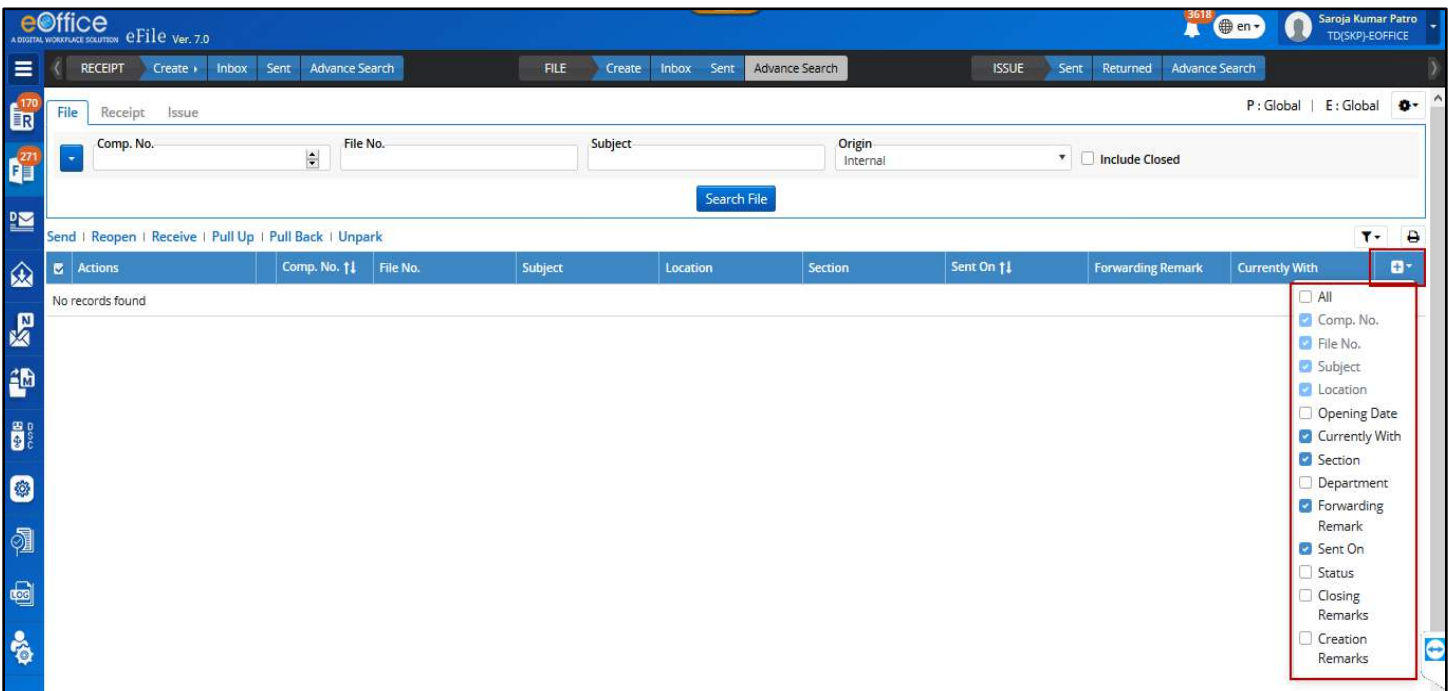 eOffice
A DIGITAL WORKPLACE SOLUTION eFile Ver. 7.0
3618
en
Saroja Kumar Patro
TD(SKP)-EOFFICE
RECEIPT Create Inbox Sent Advance Search FILE Create Inbox Sent Advance Search ISSUE Sent Returned Advance Search
170
R
271
F
D
N
M
DSC
LOG
File Receipt Issue P : Global | E : Global
Comp. No. File No. Subject Origin
Internal Include Closed
Search File
Send | Reopen | Receive | Pull Up | Pull Back | Unpark
Actions Comp. No. File No. Subject Location Section Sent On Forwarding Remark Currently With
No records found
All
Comp. No.
File No.
Subject
Location
Opening Date
Currently With
Section
Department
Forwarding
Remark
Sent On
Status
Closing
Remarks
Creation
Remarks